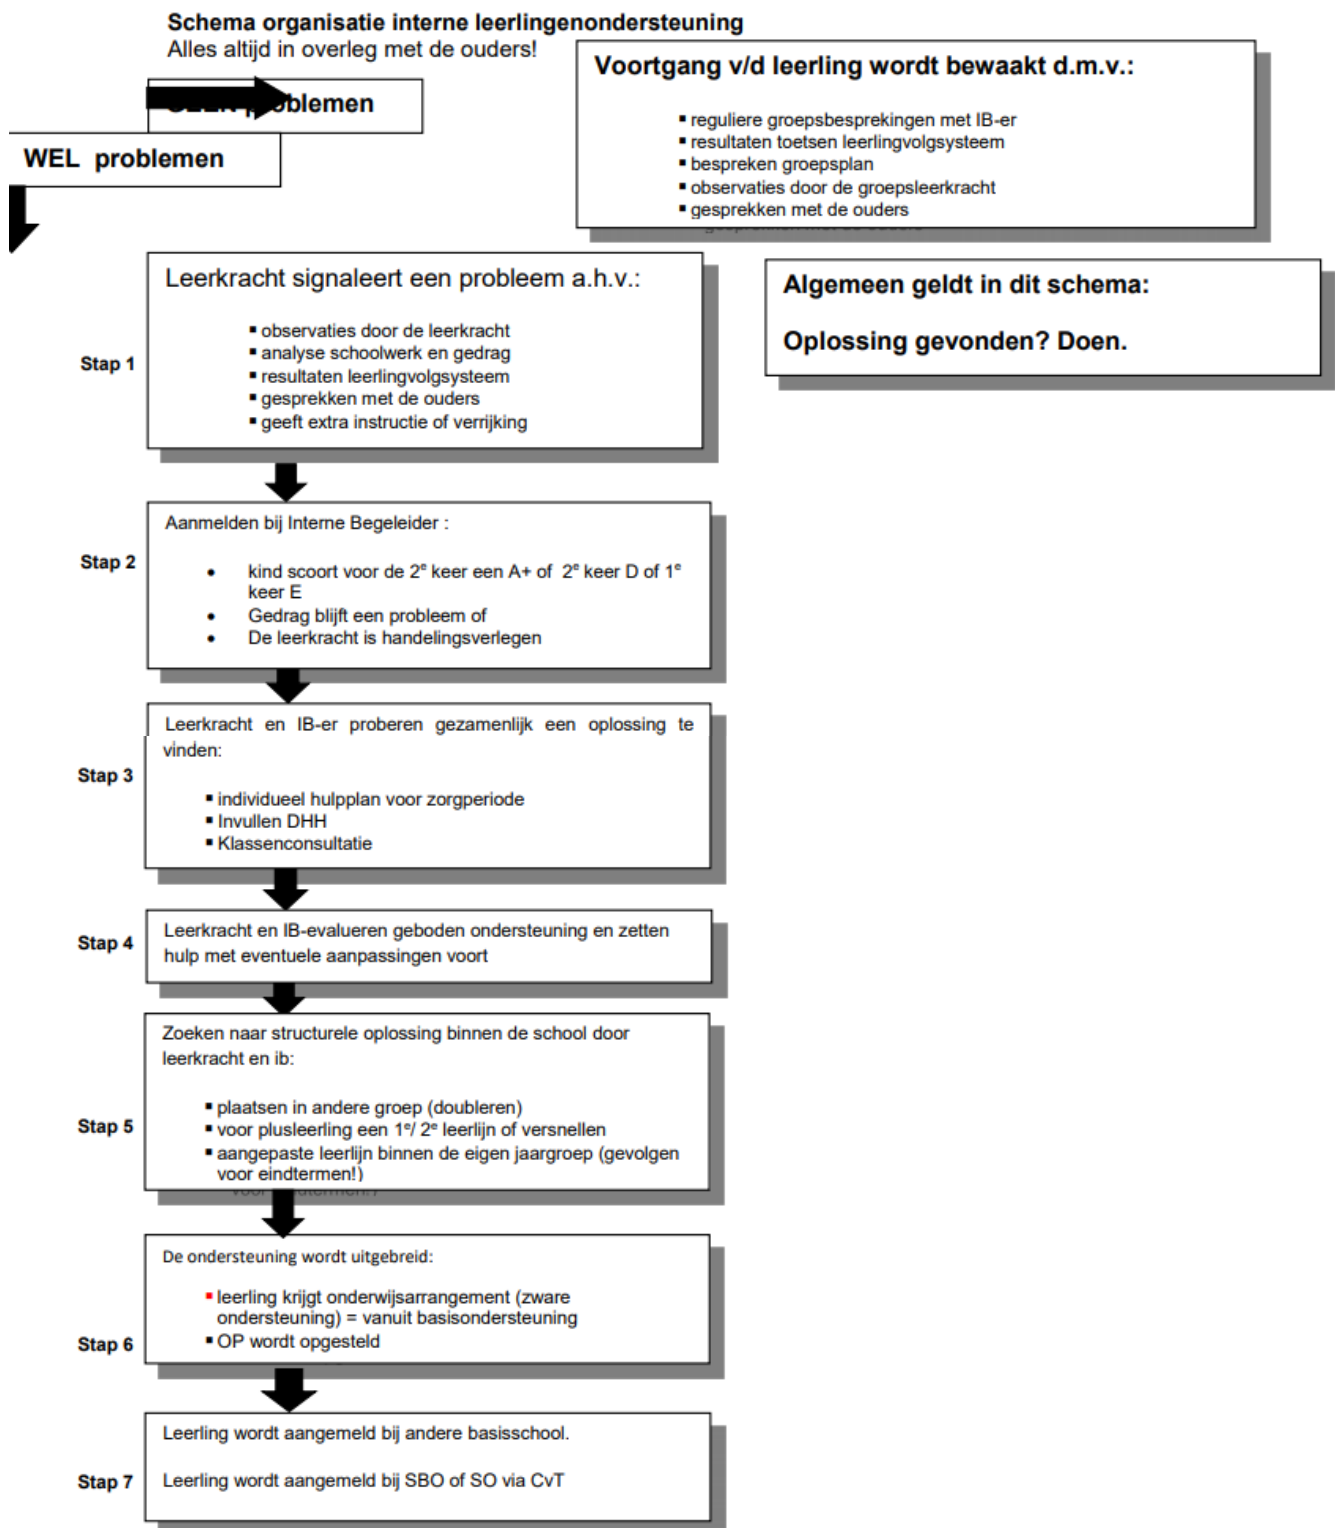 Schema organisatie interne leerlingenondersteuning
Alles altijd in overleg met de ouders!
problemen
WEL problemen
Voortgang v/d leerling wordt bewaakt d.m.v.:
▪ reguliere groepsbesprekingen met IB-er
▪ resultaten toetsen leerlingvolgsysteem
▪ bespreken groepsplan
▪ observaties door de groepsleerkracht
▪ gesprekken met de ouders
Algemeen geldt in dit schema:
Oplossing gevonden? Doen.
Stap 1
Leerkracht signaleert een probleem a.h.v.:
▪ observaties door de leerkracht
▪ analyse schoolwerk en gedrag
▪ resultaten leerlingvolgsysteem
▪ gesprekken met de ouders
▪ geeft extra instructie of verrijking
Stap 2
Aanmelden bij Interne Begeleider :
• kind scoort voor de 2e keer een A+ of 2e keer D of 1e
keer E
• Gedrag blijft een probleem of
• De leerkracht is handelingsverlegen
Stap 3
Leerkracht en IB-er proberen gezamenlijk een oplossing te
vinden:
▪ individueel hulpplan voor zorgperiode
▪ Invullen DHH
▪ Klassenconsultatie
Stap 4
Leerkracht en IB-evalueren geboden ondersteuning en zetten
hulp met eventuele aanpassingen voort
Stap 5
Zoeken naar structurele oplossing binnen de school door
leerkracht en ib:
▪ plaatsen in andere groep (doubleren)
▪ voor plusleerling een 1e/ 2e leerlijn of versnellen
▪ aangepaste leerlijn binnen de eigen jaargroep (gevolgen
voor eindtermen!)
Stap 6
De ondersteuning wordt uitgebreid:
▪ leerling krijgt onderwijsarrangement (zware
ondersteuning) = vanuit basisondersteuning
▪ OP wordt opgesteld
Stap 7
Leerling wordt aangemeld bij andere basisschool.
Leerling wordt aangemeld bij SBO of SO via CvT